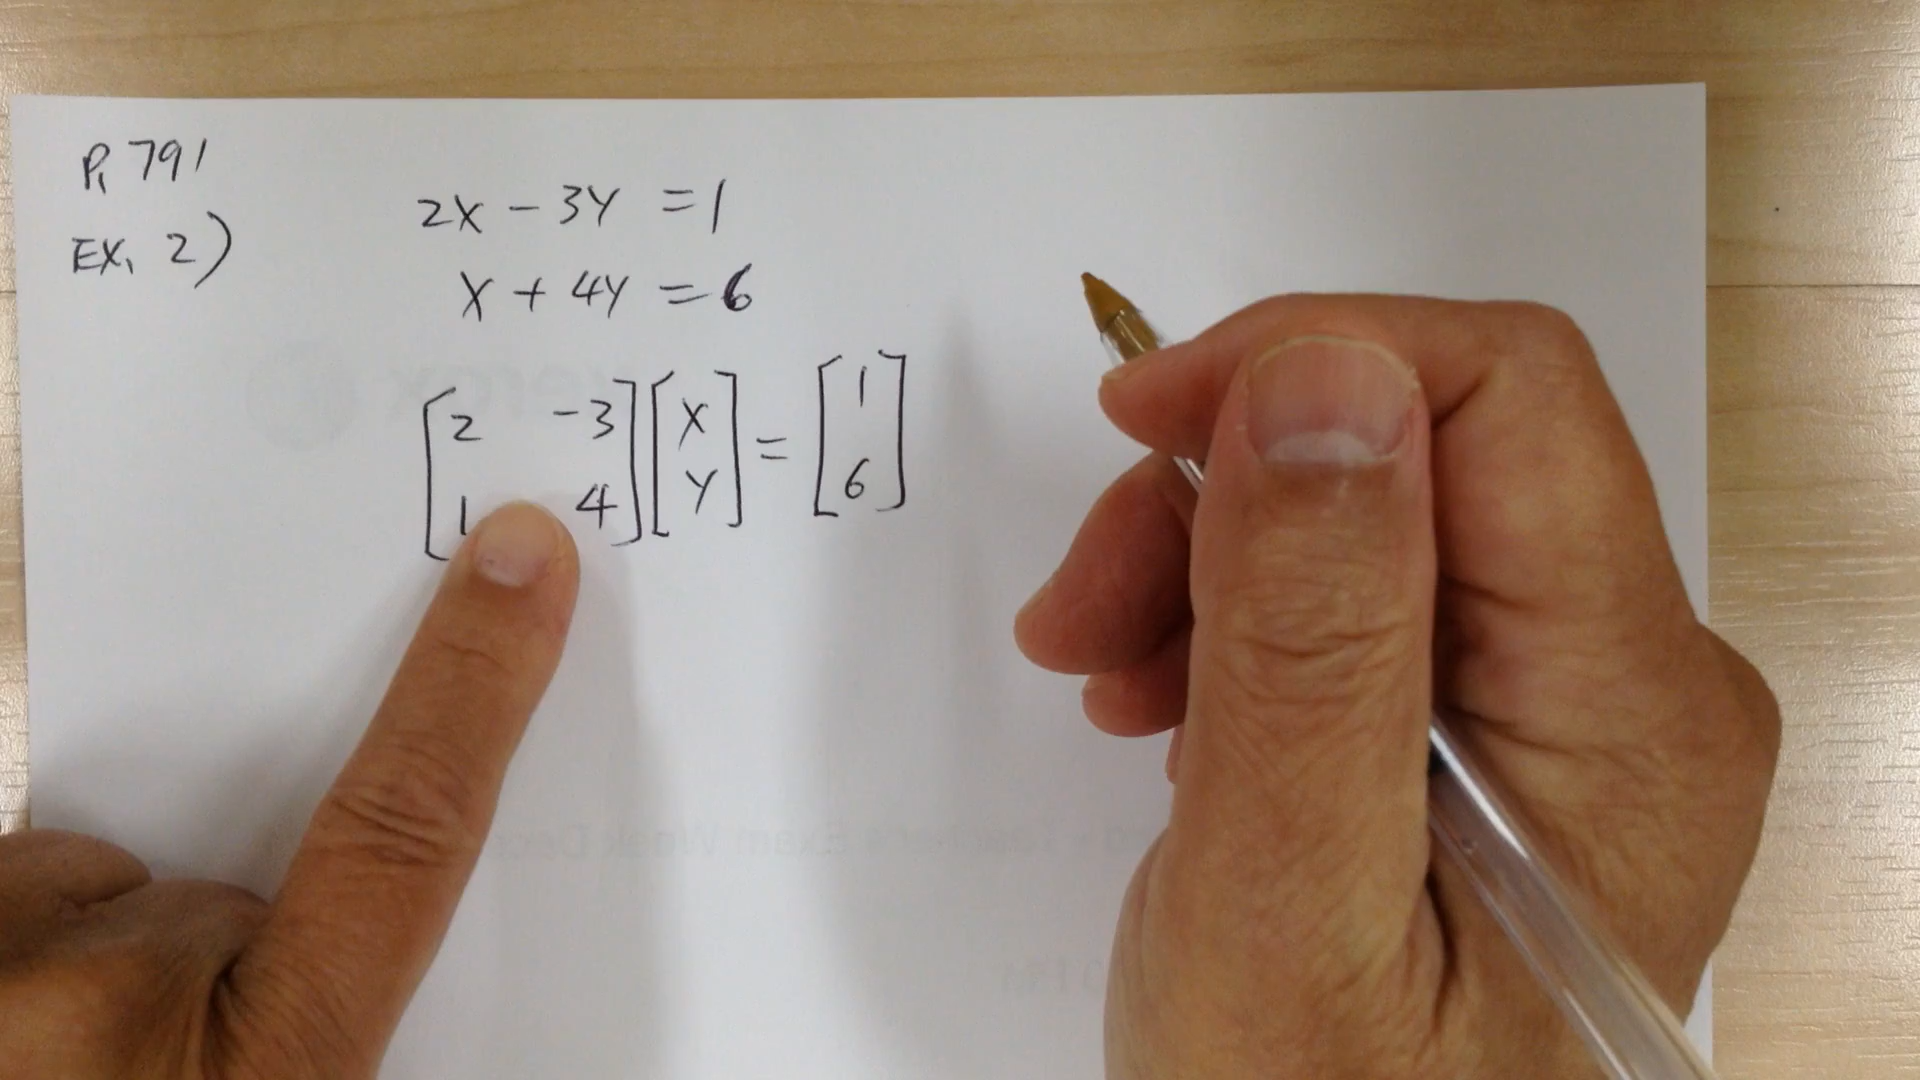 P. 791
EX. 2)
2X - 3Y = 1
X + 4Y = 6
[2 -3] [X] = [1]
[1 4] [Y] [6]